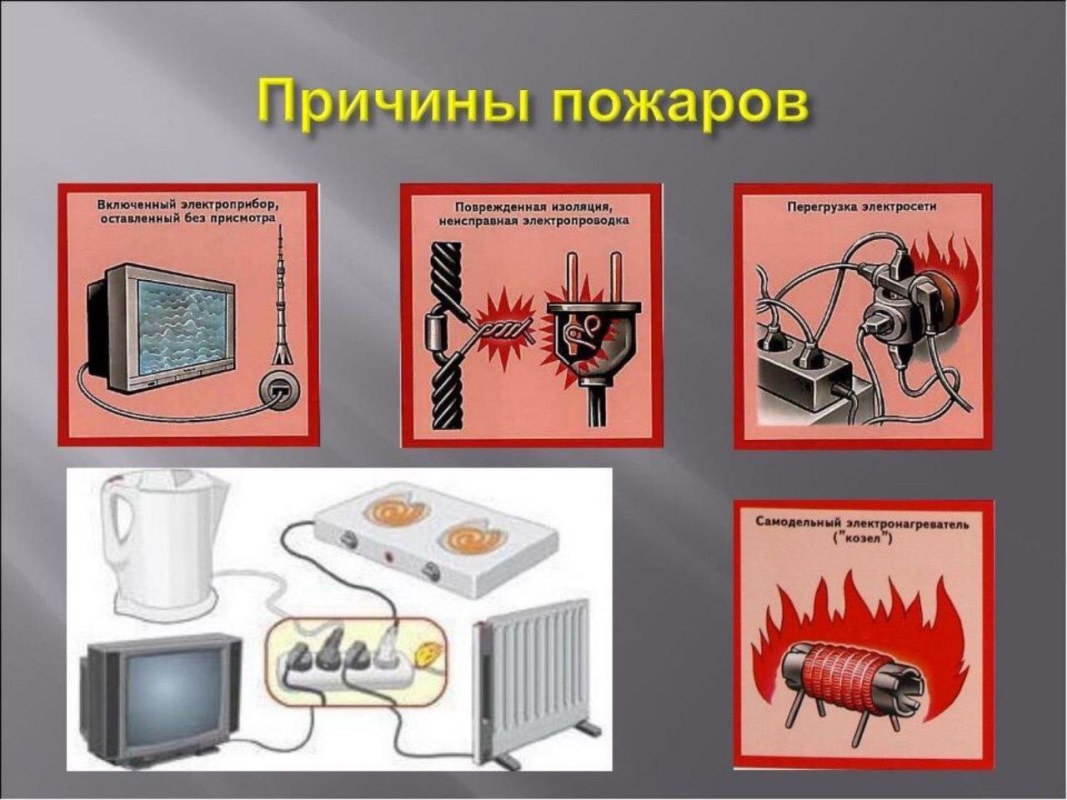 Причины пожаров
Включенный электроприбор,
оставленный без присмотра
Поврежденная изоляция,
неисправная электропроводка
Перегрузка электросети
Самодельный электронагреватель
("козел")